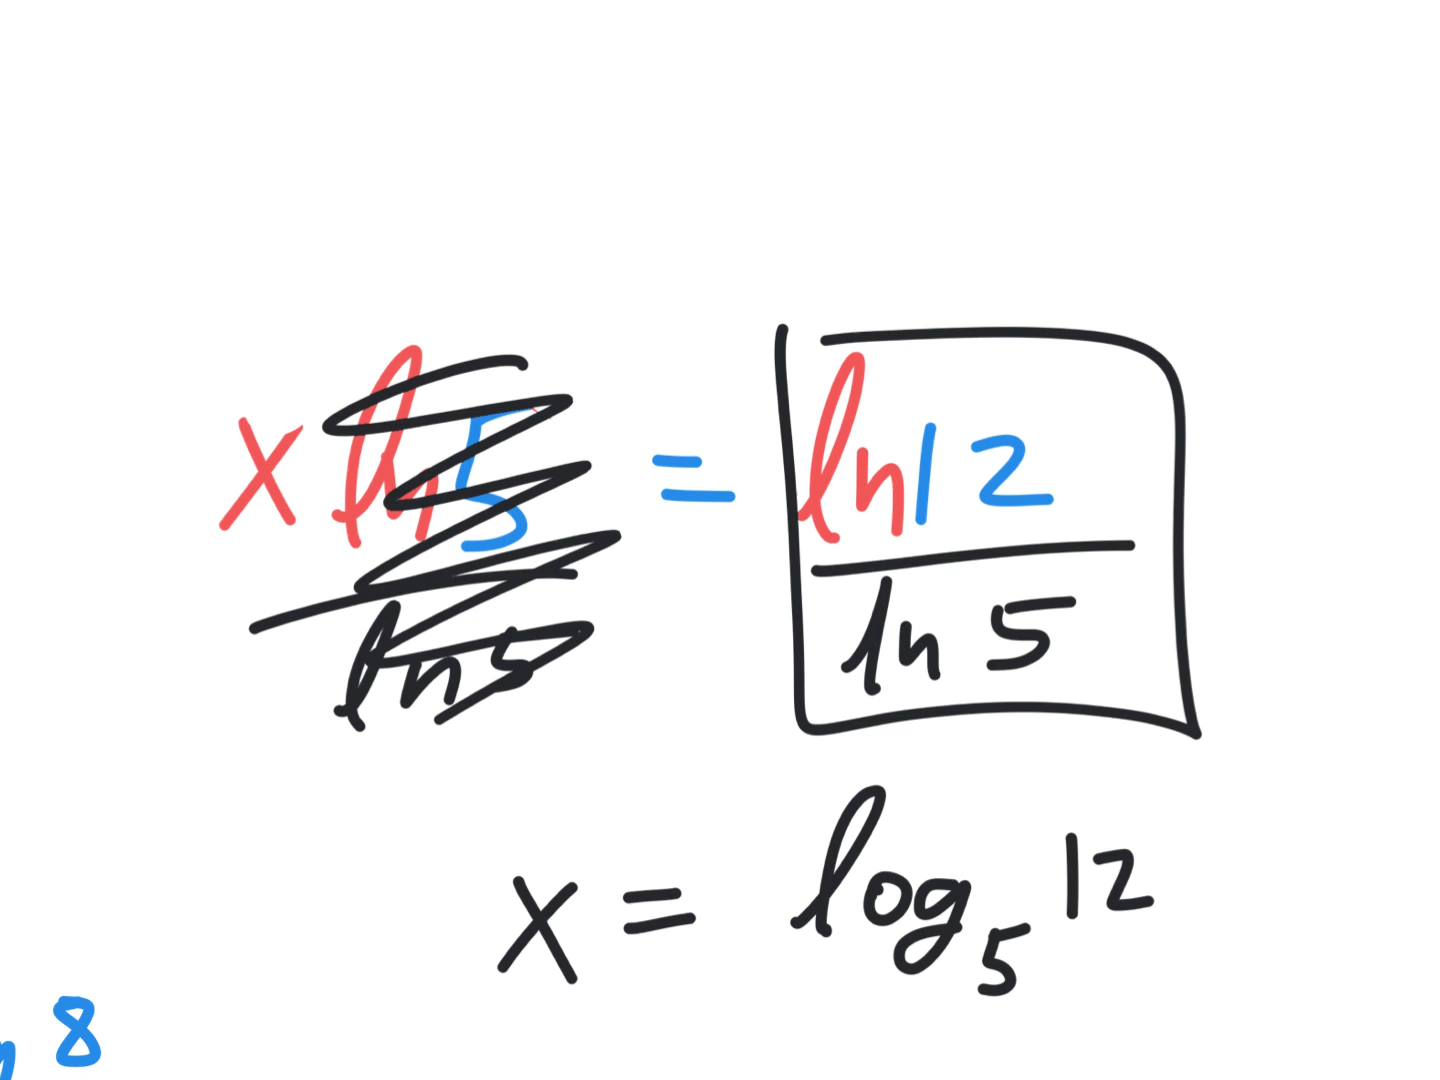 x ln 5 = ln 12
ln 5 ln 5
x = log₅ 12
8